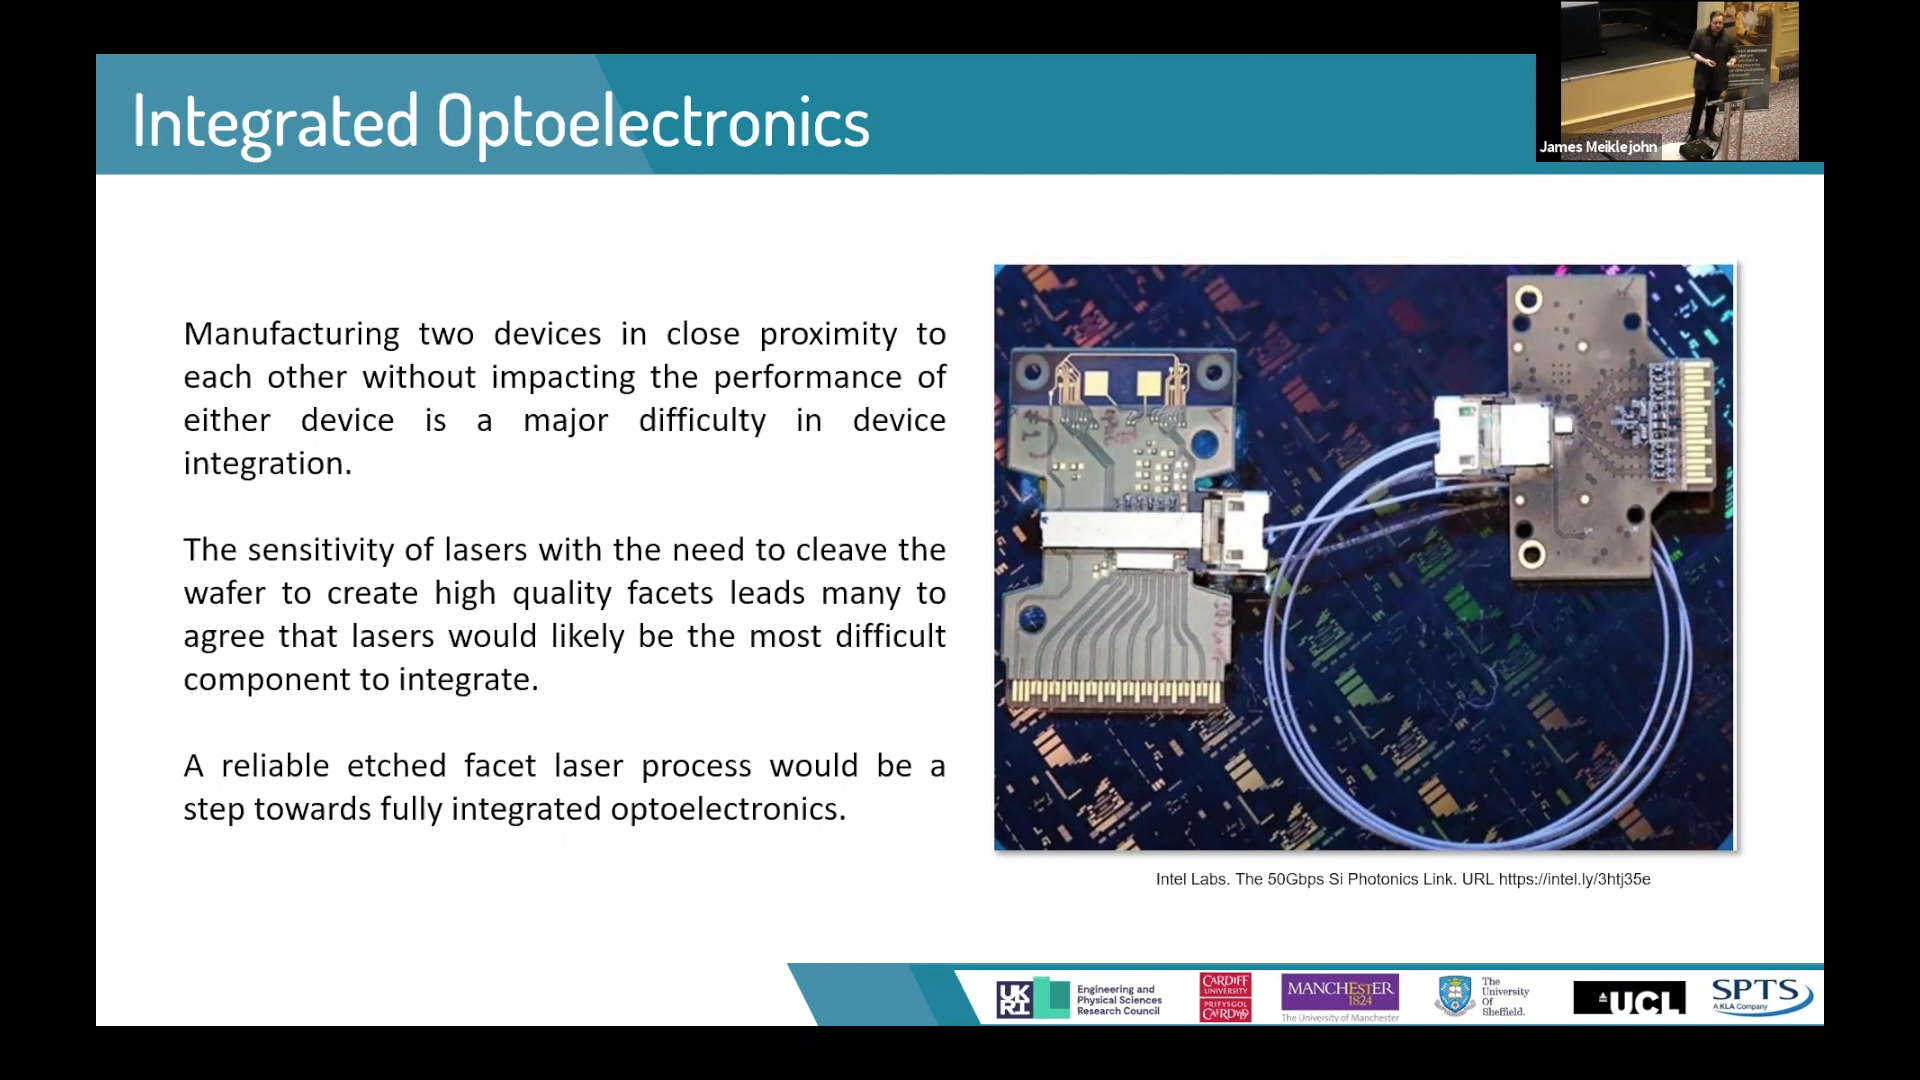 Integrated Optoelectronics
James Meiklejohn
Manufacturing two devices in close proximity to
each other without impacting the performance of
either device is a major difficulty in device
integration.
The sensitivity of lasers with the need to cleave the
wafer to create high quality facets leads many to
agree that lasers would likely be the most difficult
component to integrate.
A reliable etched facet laser process would be a
step towards fully integrated optoelectronics.
Intel Labs. The 50Gbps Si Photonics Link. URL https://intel.ly/3htj35e
UK
RI
Engineering and
Physical Sciences
Research Council
CARDIFF
UNIVERSITY
PRIFYSGOL
CAERDYDD
MANCHESTER
1824
The University of Manchester
The
University
Of
Sheffield.
UCL
SPTS
A KLA Company